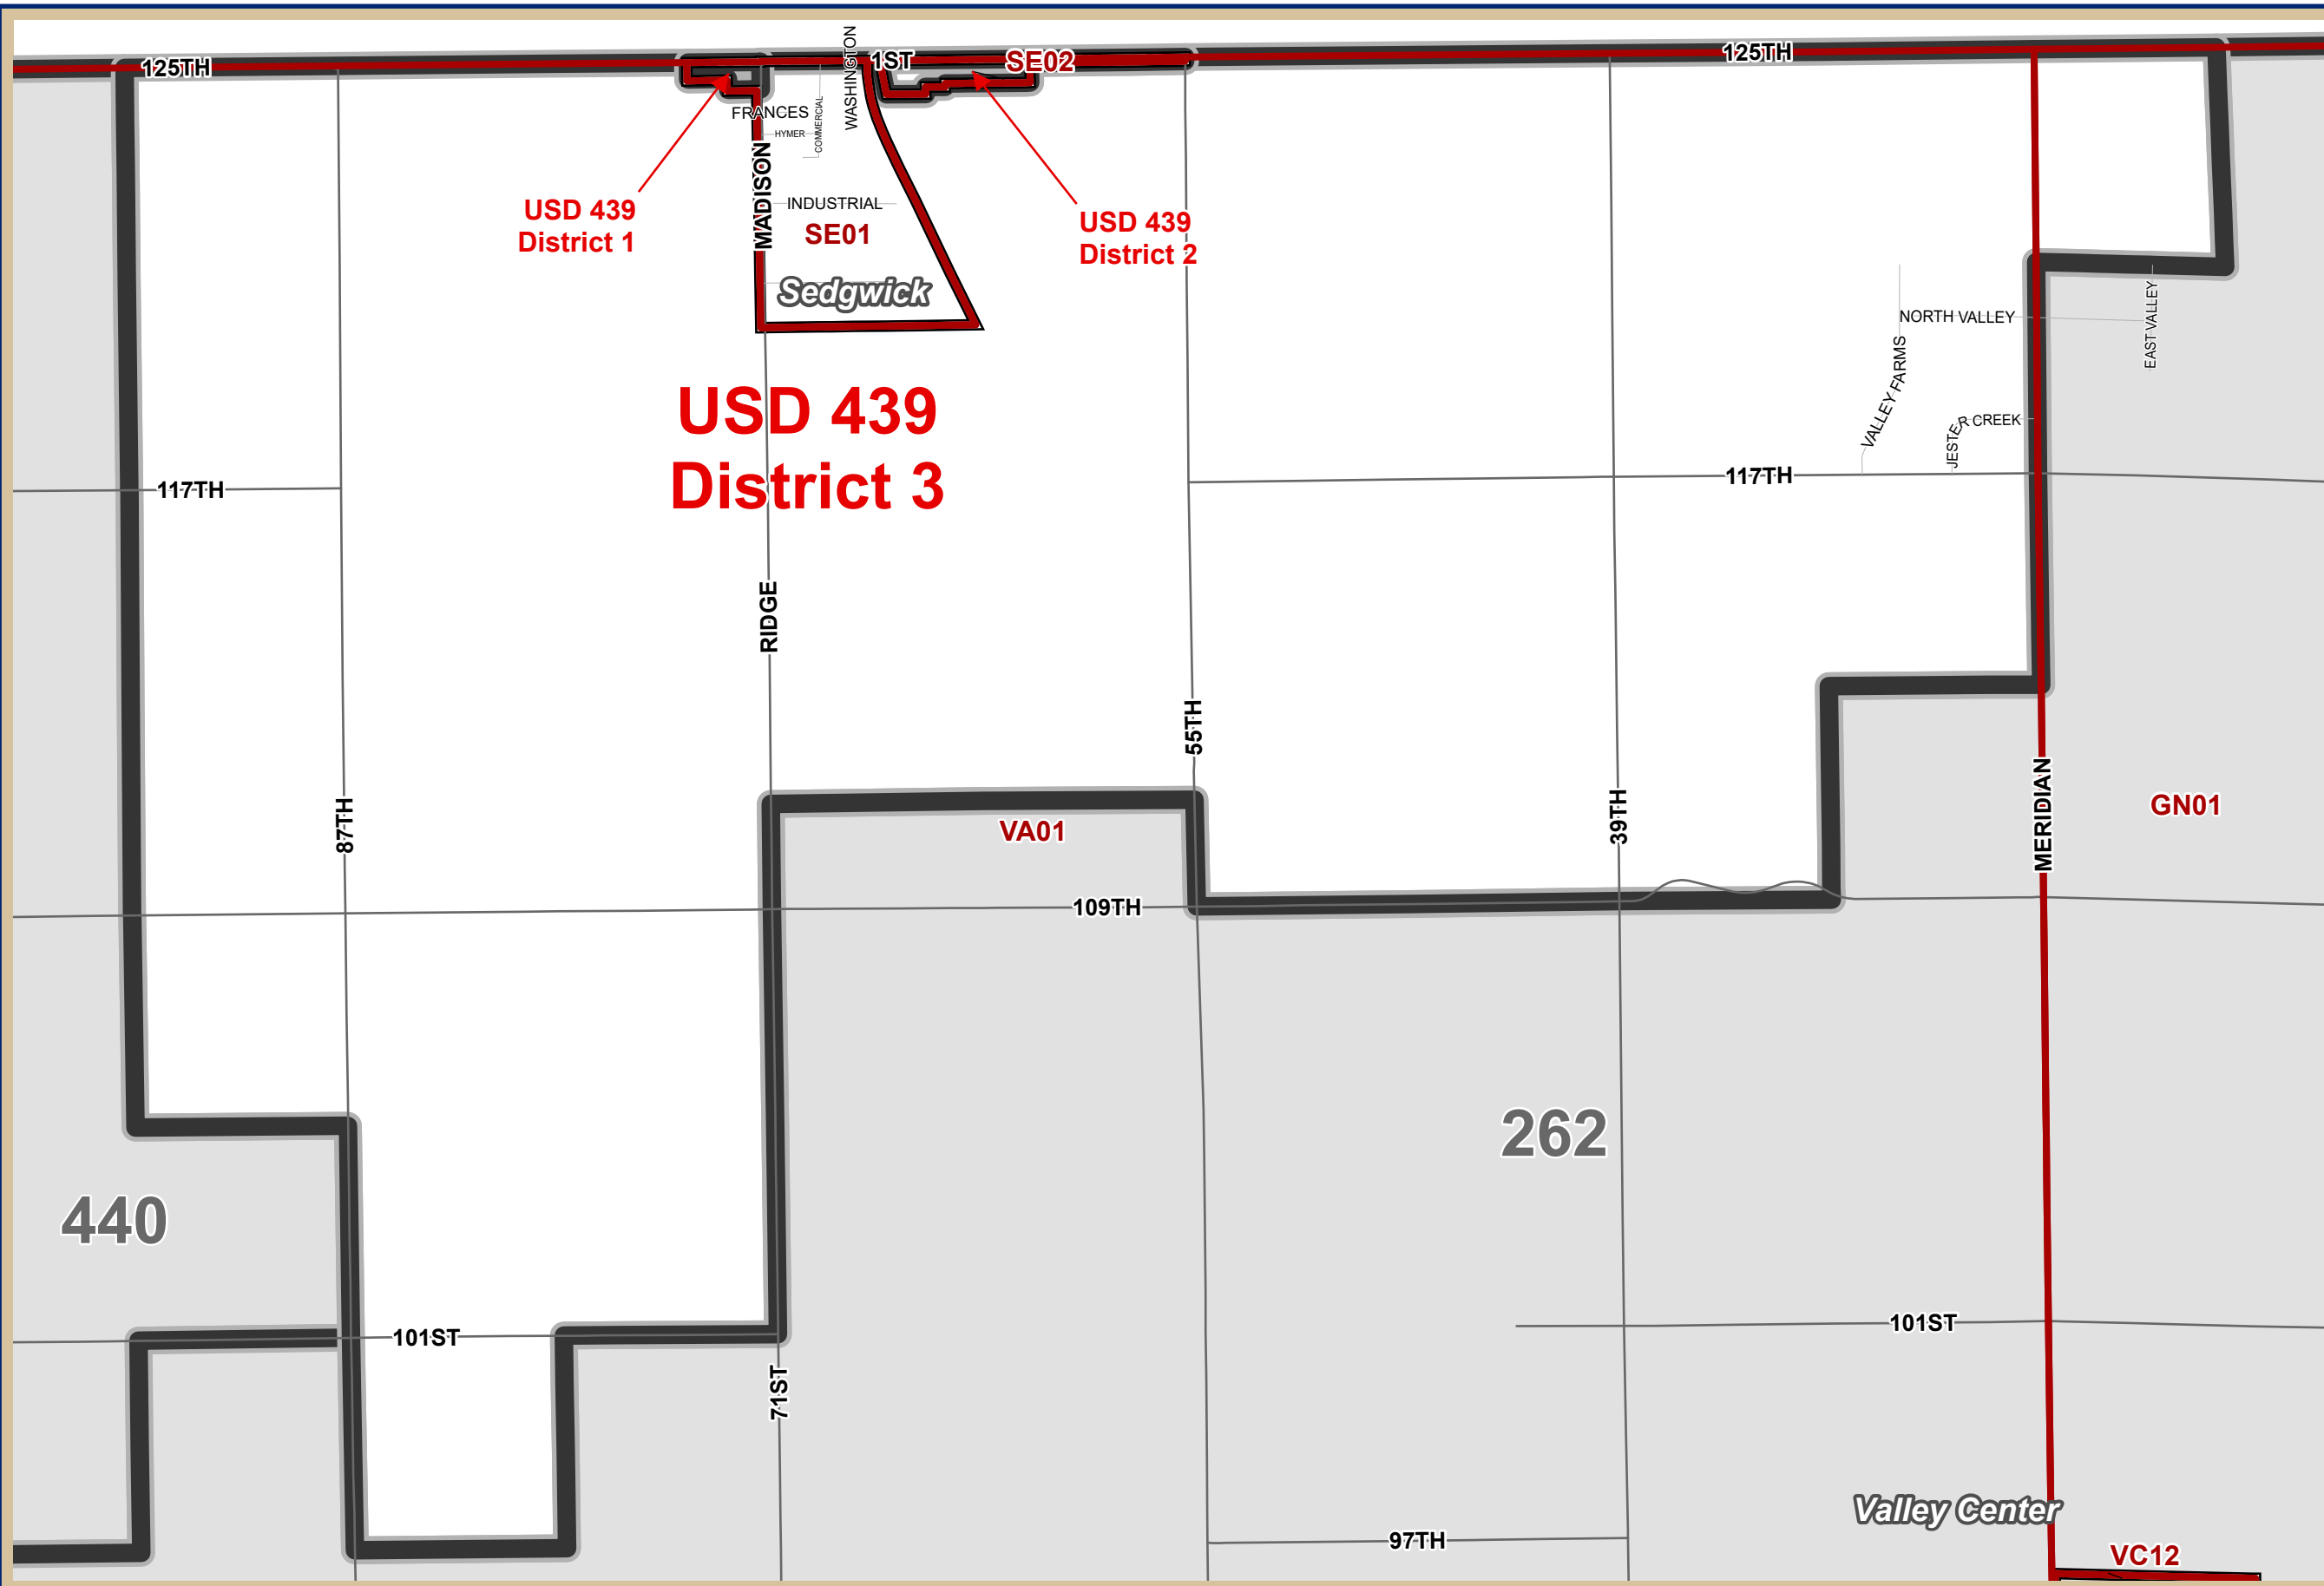 125TH
1ST
SE02
125TH
WASHINGTON
FRANCES
COMMERCIAL
HYMER
MADISON
INDUSTRIAL
SE01
USD 439
District 1
USD 439
District 2
Sedgwick
NORTH VALLEY
EAST VALLEY
VALLEY FARMS
JESTER CREEK
USD 439
District 3
117TH
117TH
RIDGE
55TH
87TH
39TH
MERIDIAN
VA01
GN01
109TH
262
440
101ST
101ST
71ST
Valley Center
97TH
VC12